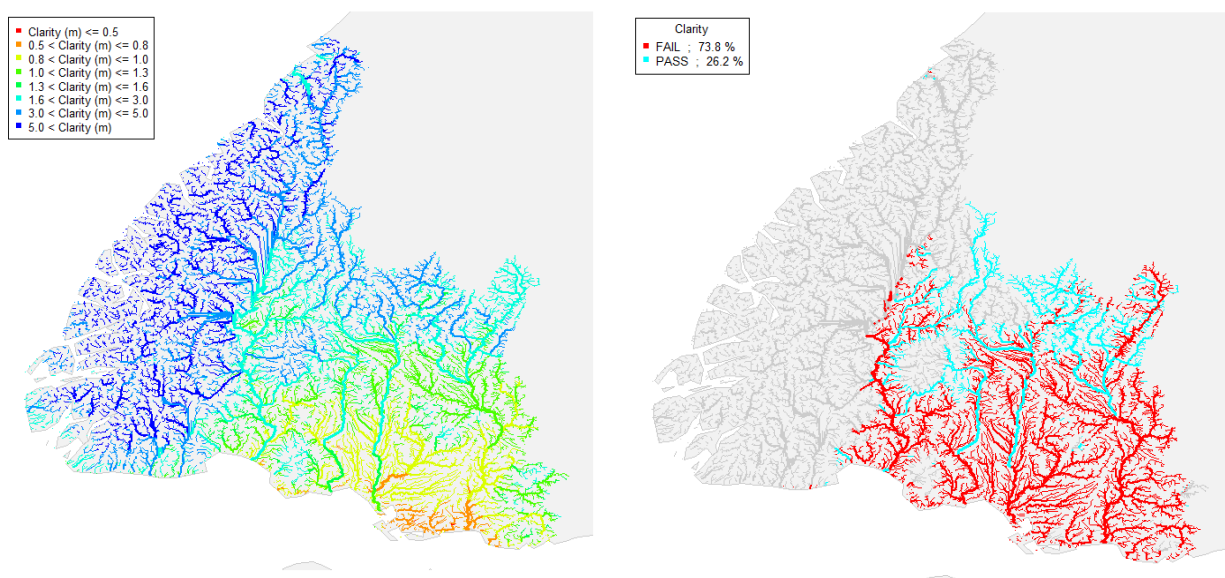 Clarity (m) <= 0.5
0.5 < Clarity (m) <= 0.8
0.8 < Clarity (m) <= 1.0
1.0 < Clarity (m) <= 1.3
1.3 < Clarity (m) <= 1.6
1.6 < Clarity (m) <= 3.0
3.0 < Clarity (m) <= 5.0
5.0 < Clarity (m)
Clarity
FAIL ; 73.8 %
PASS ; 26.2 %